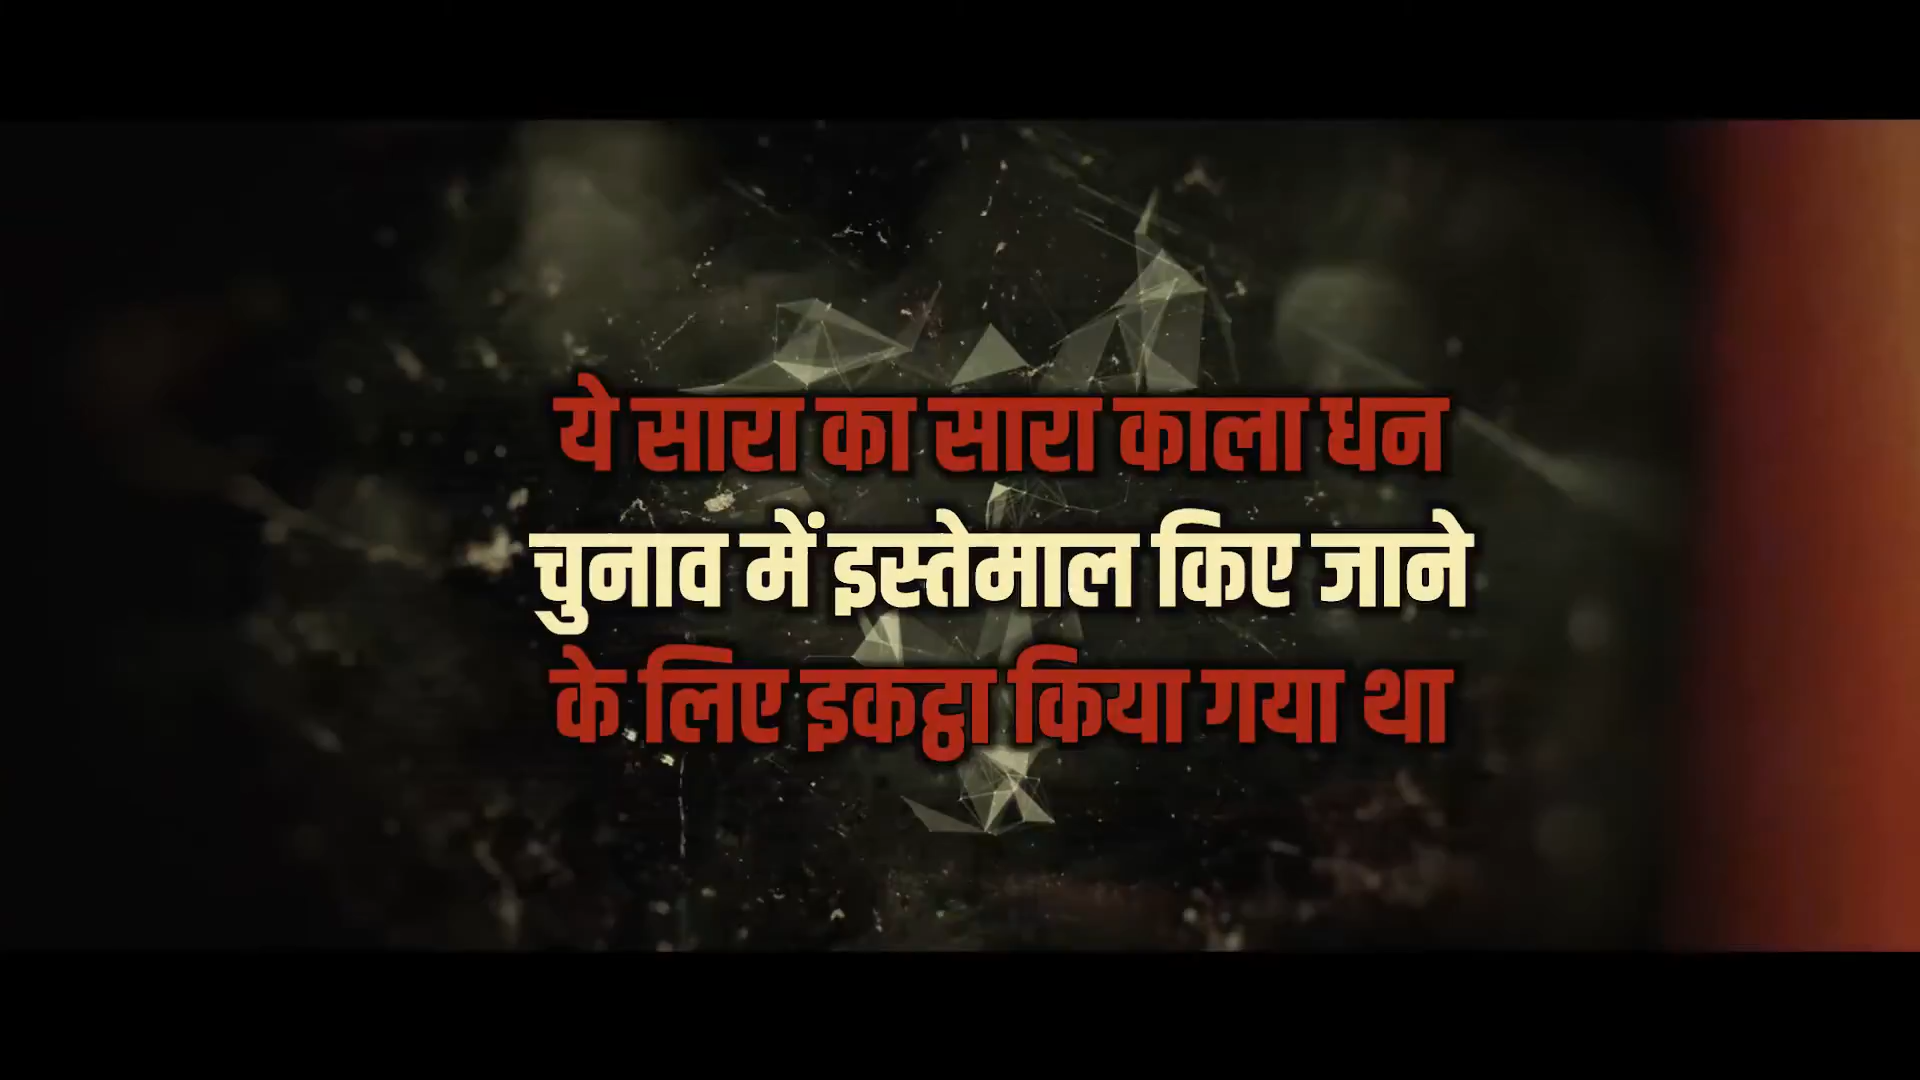 ये सारा का सारा काला धन
चुनाव में इस्तेमाल किए जाने
के लिए इकट्ठा किया गया था